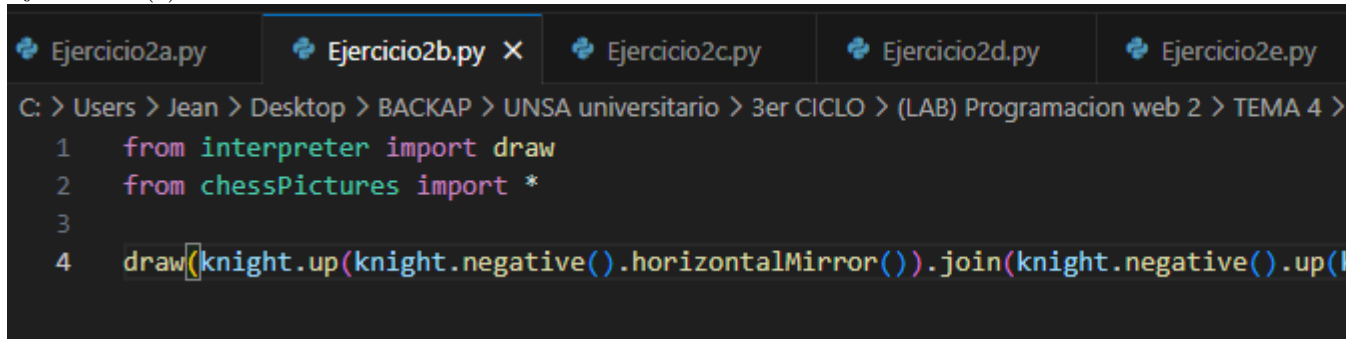 Ejercicio2a.py Ejercicio2b.py X Ejercicio2c.py Ejercicio2d.py Ejercicio2e.py
C: > Users > Jean > Desktop > BACKAP > UNSA universitario > 3er CICLO > (LAB) Programacion web 2 > TEMA 4 >
1 from interpreter import draw
2 from chessPictures import *
3
4 draw(knight.up(knight.negative().horizontalMirror()).join(knight.negative().up(